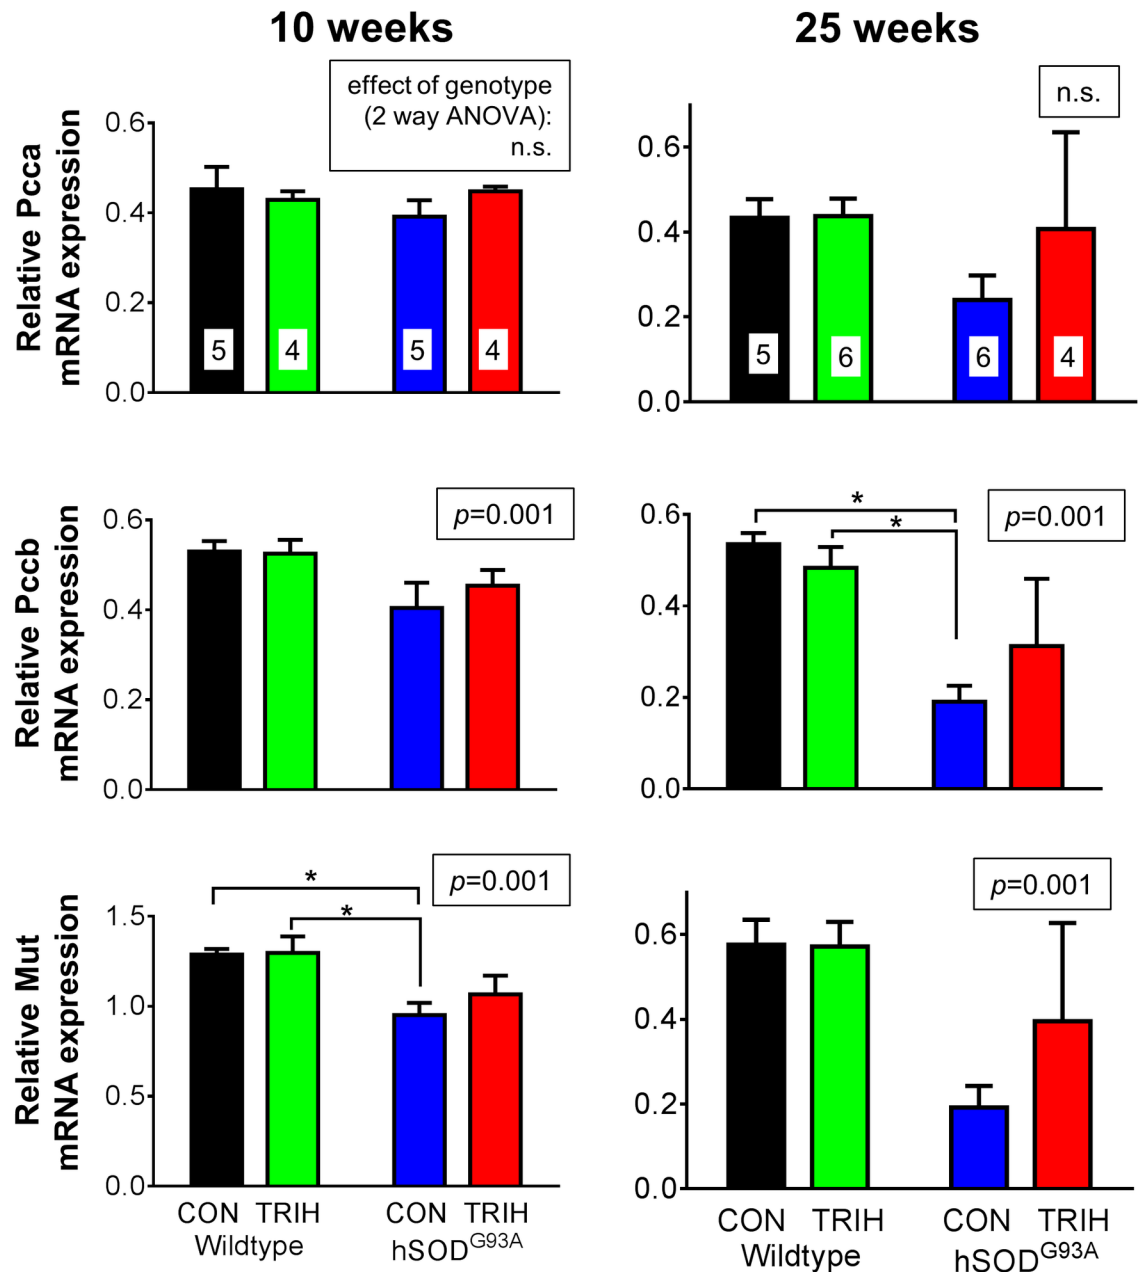 10 weeks
25 weeks
effect of genotype
(2 way ANOVA):
n.s.
n.s.
Relative Pcca
mRNA expression
0.6
0.4
0.2
0.0
5
4
5
4
0.6
0.4
0.2
0.0
5
6
6
4
Relative Pccb
mRNA expression
p=0.001
0.6
0.4
0.2
0.0
p=0.001
*
*
0.6
0.4
0.2
0.0
Relative Mut
mRNA expression
p=0.001
*
*
1.5
1.0
0.5
0.0
p=0.001
0.6
0.4
0.2
0.0
CON TRIH CON TRIH
Wildtype hSOD^G93A
CON TRIH CON TRIH
Wildtype hSOD^G93A